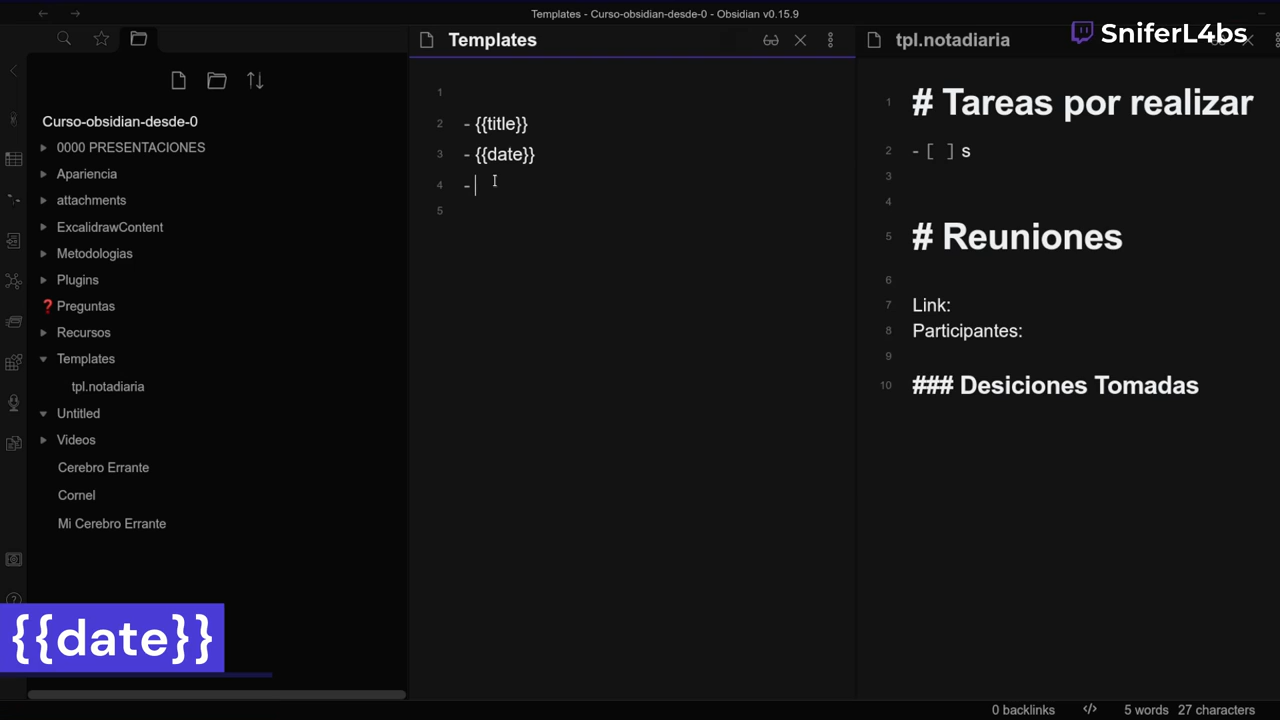 Templates - Curso-obsidian-desde-0 - Obsidian v0.15.9
SniferL4bs
Curso-obsidian-desde-0
0000 PRESENTACIONES
Apariencia
attachments
ExcalidrawContent
Metodologias
Plugins
❓ Preguntas
Recursos
Templates
tpl.notadiaria
Untitled
Videos
Cerebro Errante
Cornel
Mi Cerebro Errante
{{date}}
Templates
1
2 - {{title}}
3 - {{date}}
4 -
5
tpl.notadiaria
1 # Tareas por realizar
2 - [ ] s
3
4
5 # Reuniones
6
7 Link:
8 Participantes:
9
10 ### Desiciones Tomadas
0 backlinks </> 5 words 27 characters